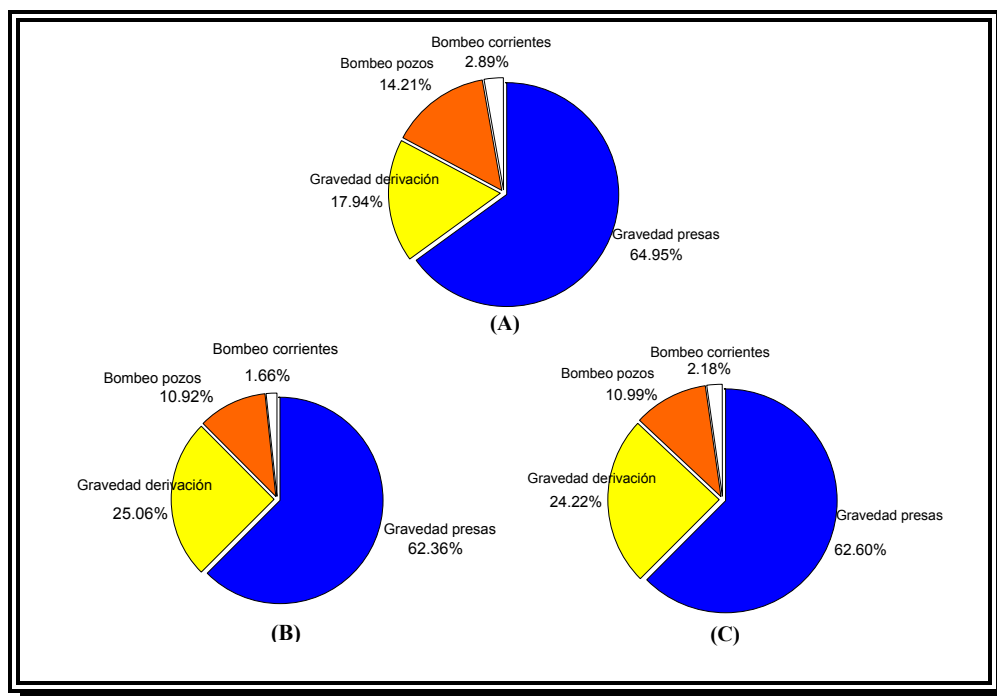 Bombeo corrientes
2.89%
Bombeo pozos
14.21%
Gravedad derivación
17.94%
Gravedad presas
64.95%
(A)
Bombeo corrientes
1.66%
Bombeo pozos
10.92%
Gravedad derivación
25.06%
Gravedad presas
62.36%
(B)
Bombeo corrientes
2.18%
Bombeo pozos
10.99%
Gravedad derivación
24.22%
Gravedad presas
62.60%
(C)